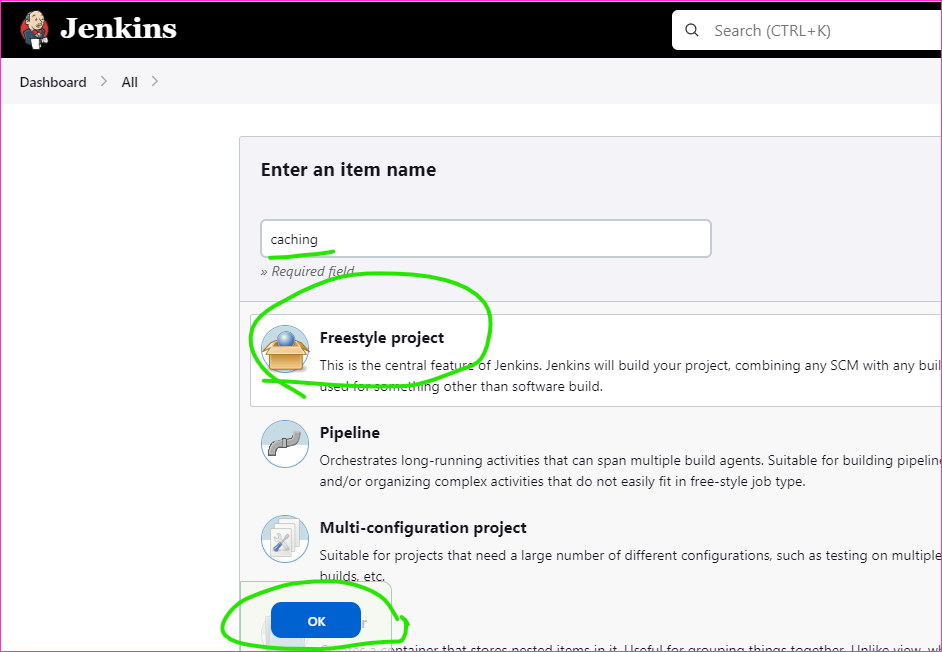 Jenkins
Search (CTRL+K)
Dashboard > All >
Enter an item name
caching
» Required field
Freestyle project
This is the central feature of Jenkins. Jenkins will build your project, combining any SCM with any buil
used for something other than software build.
Pipeline
Orchestrates long-running activities that can span multiple build agents. Suitable for building pipeline
and/or organizing complex activities that do not easily fit in free-style job type.
Multi-configuration project
Suitable for projects that need a large number of different configurations, such as testing on multiple
builds, etc.
OK
container that stores nested items in it. Useful for grouping things together. Unlike view, wh